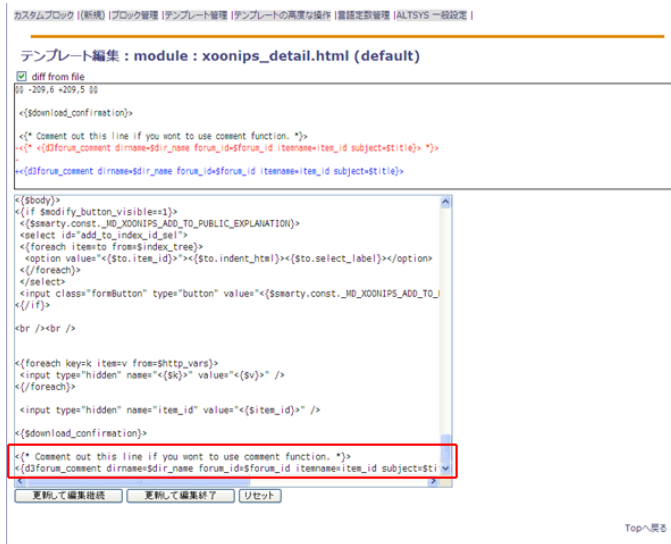 カスタムブロック |(新規) |ブロック管理 |テンプレート管理 |テンプレートの高度な操作 |言語定数管理 |ALTSYS 一般設定 |
テンプレート編集 : module : xoonips_detail.html (default)
diff from file
@@ -209,6 +209,5 @@
<{$download_confirmation}>
<{* Comment out this line if you wont to use comment function. *}>
-<{* <{d3forum_comment dirname=$dir_name forum_id=$forum_id itemname=item_id subject=$title}> *}>
-
+<{d3forum_comment dirname=$dir_name forum_id=$forum_id itemname=item_id subject=$title}>
<{$body}>
<{if $modify_button_visible==1}>
<{$smarty.const._MD_XOONIPS_ADD_TO_PUBLIC_EXPLANATION}>
<select id="add_to_index_id_sel">
<{foreach item=to from=$index_tree}>
<option value="<{$to.item_id}>"><{$to.indent_html}><{$to.select_label}></option>
<{/foreach}>
</select>
<input class="formButton" type="button" value="<{$smarty.const._MD_XOONIPS_ADD_TO_
<{/if}>
<br /><br />
<{foreach key=k item=v from=$http_vars}>
<input type="hidden" name="<{$k}>" value="<{$v}>" />
<{/foreach}>
<input type="hidden" name="item_id" value="<{$item_id}>" />
<{$download_confirmation}>
<{* Comment out this line if you wont to use comment function. *}>
<{d3forum_comment dirname=$dir_name forum_id=$forum_id itemname=item_id subject=$ti
更新して編集継続 更新して編集終了 リセット
Topへ戻る